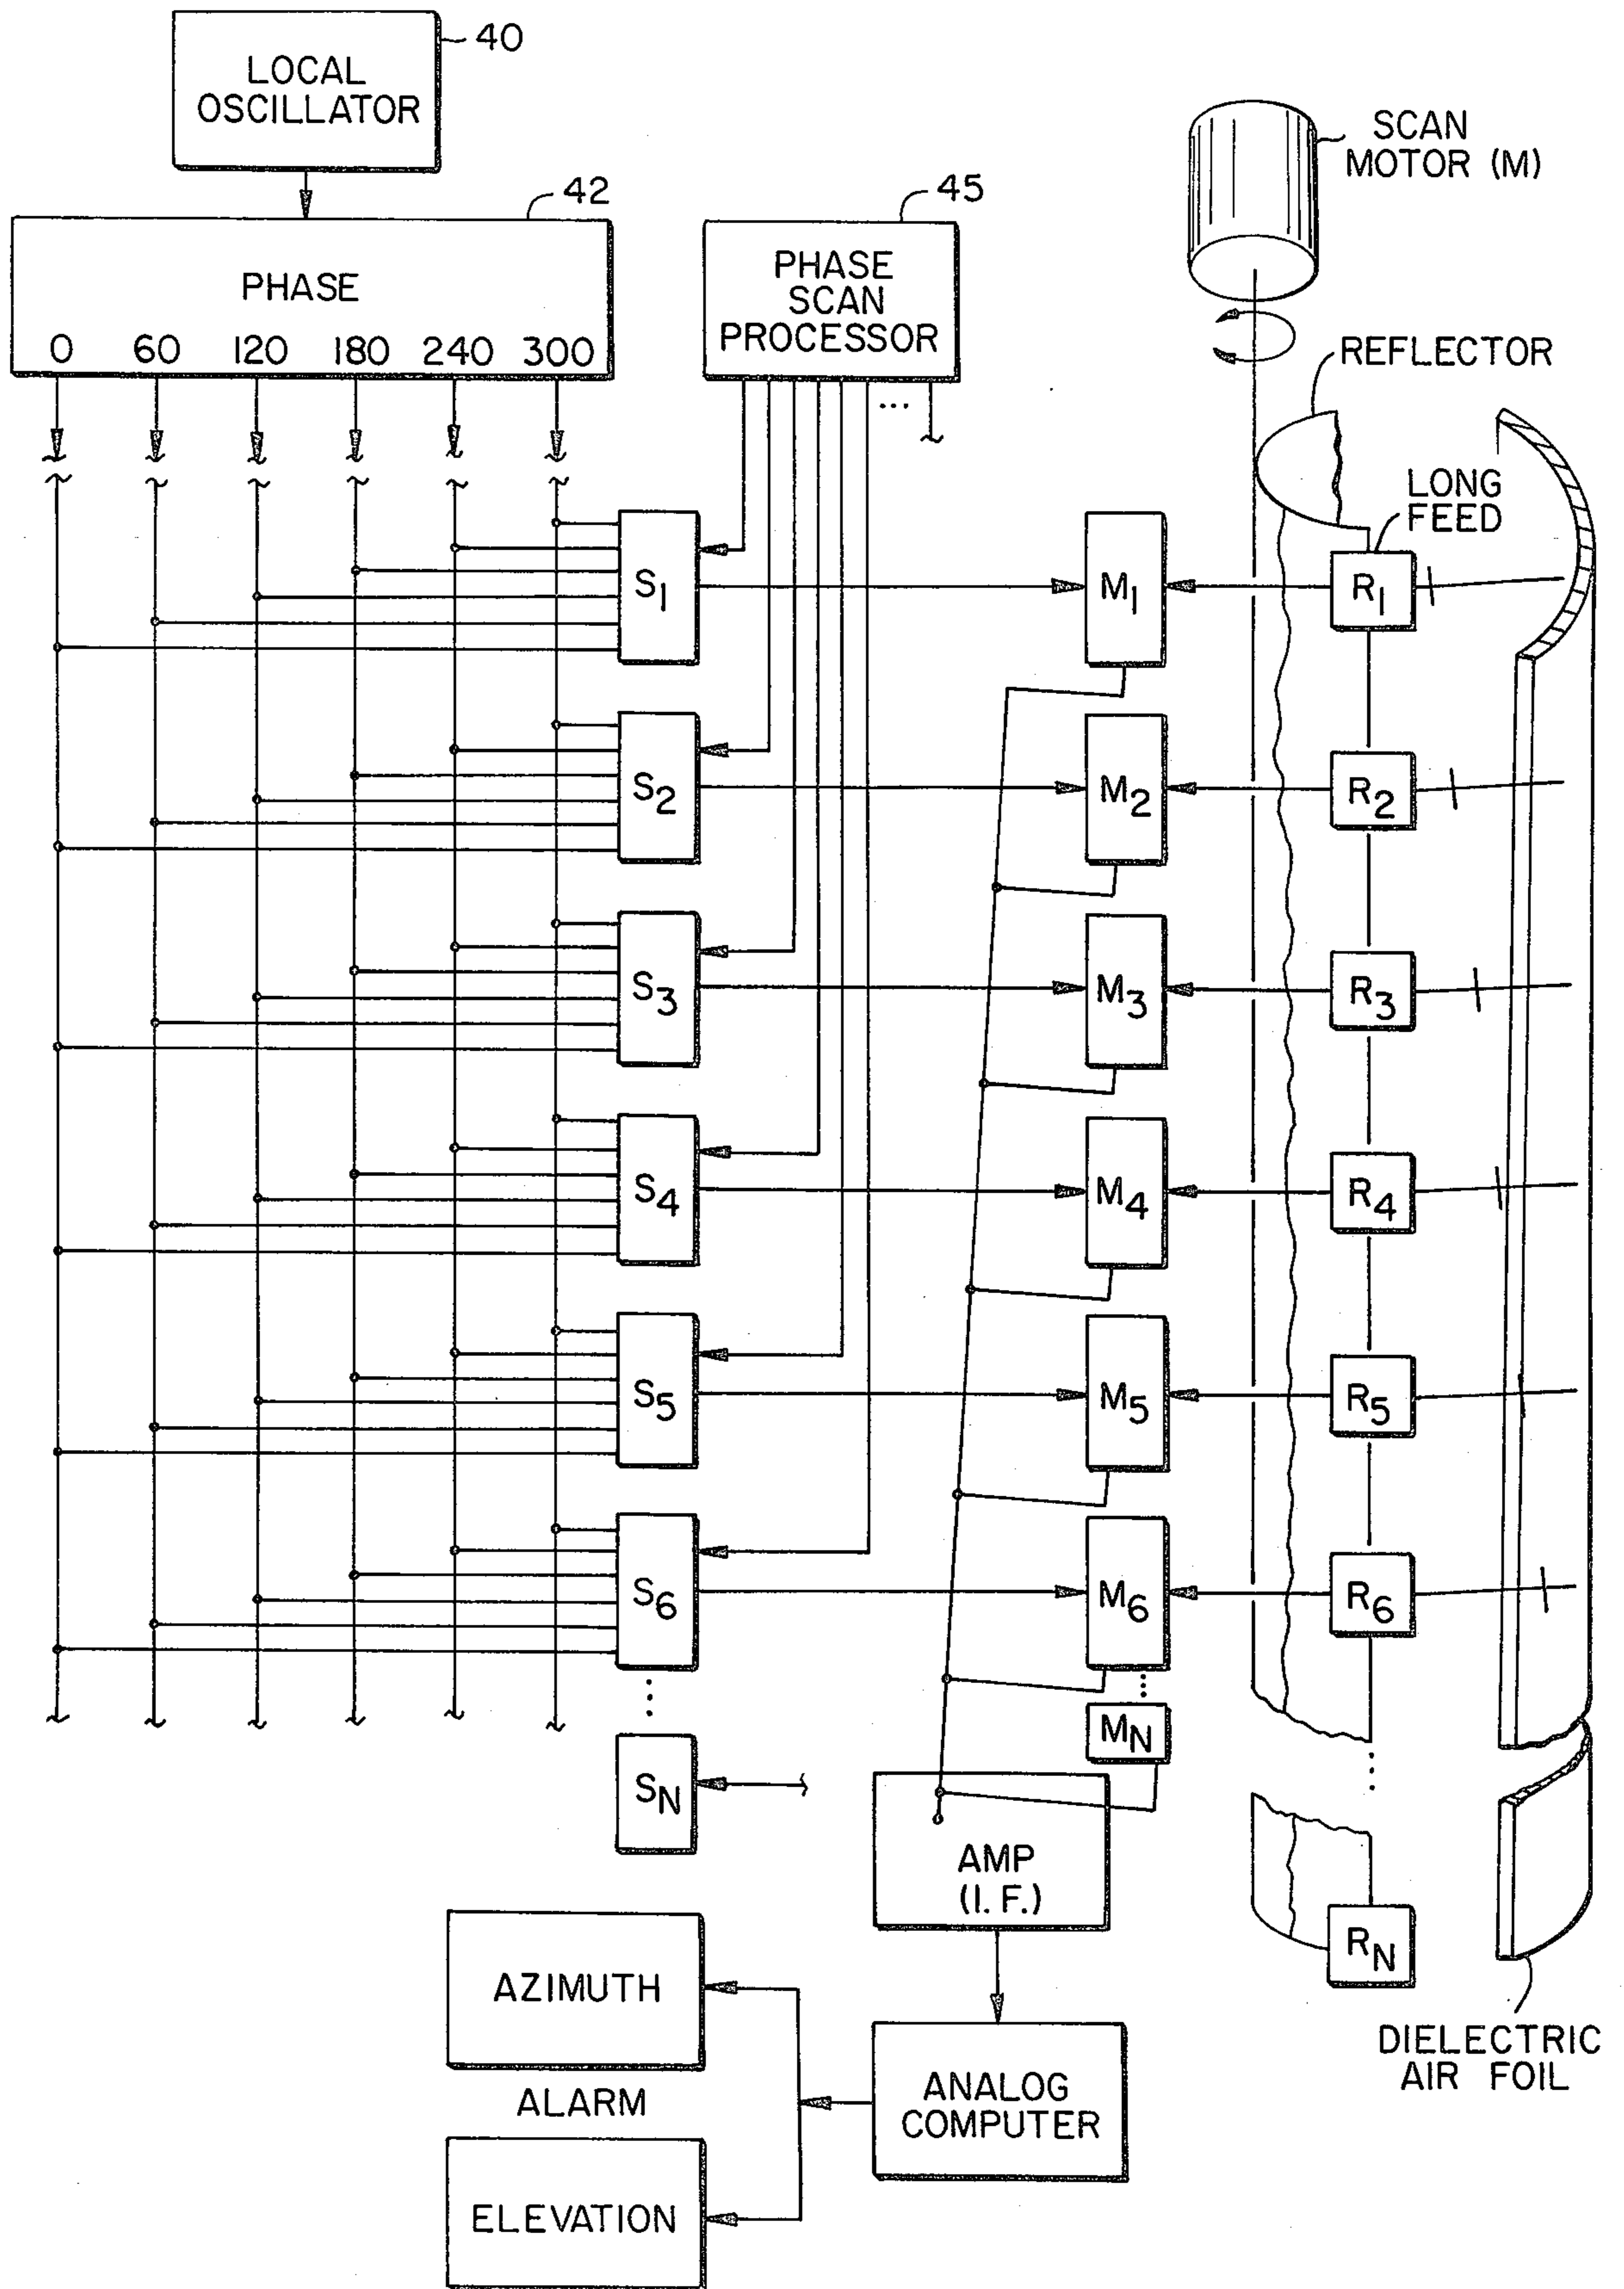 LOCAL
OSCILLATOR
40
SCAN
MOTOR (M)
42
45
PHASE
0 60 120 180 240 300
PHASE
SCAN
PROCESSOR
...
REFLECTOR
LONG
FEED
S1 M1 R1
S2 M2 R2
S3 M3 R3
S4 M4 R4
S5 M5 R5
S6 M6 R6
MN
SN
AMP
(I. F.)
RN
AZIMUTH
DIELECTRIC
AIR FOIL
ALARM
ANALOG
COMPUTER
ELEVATION